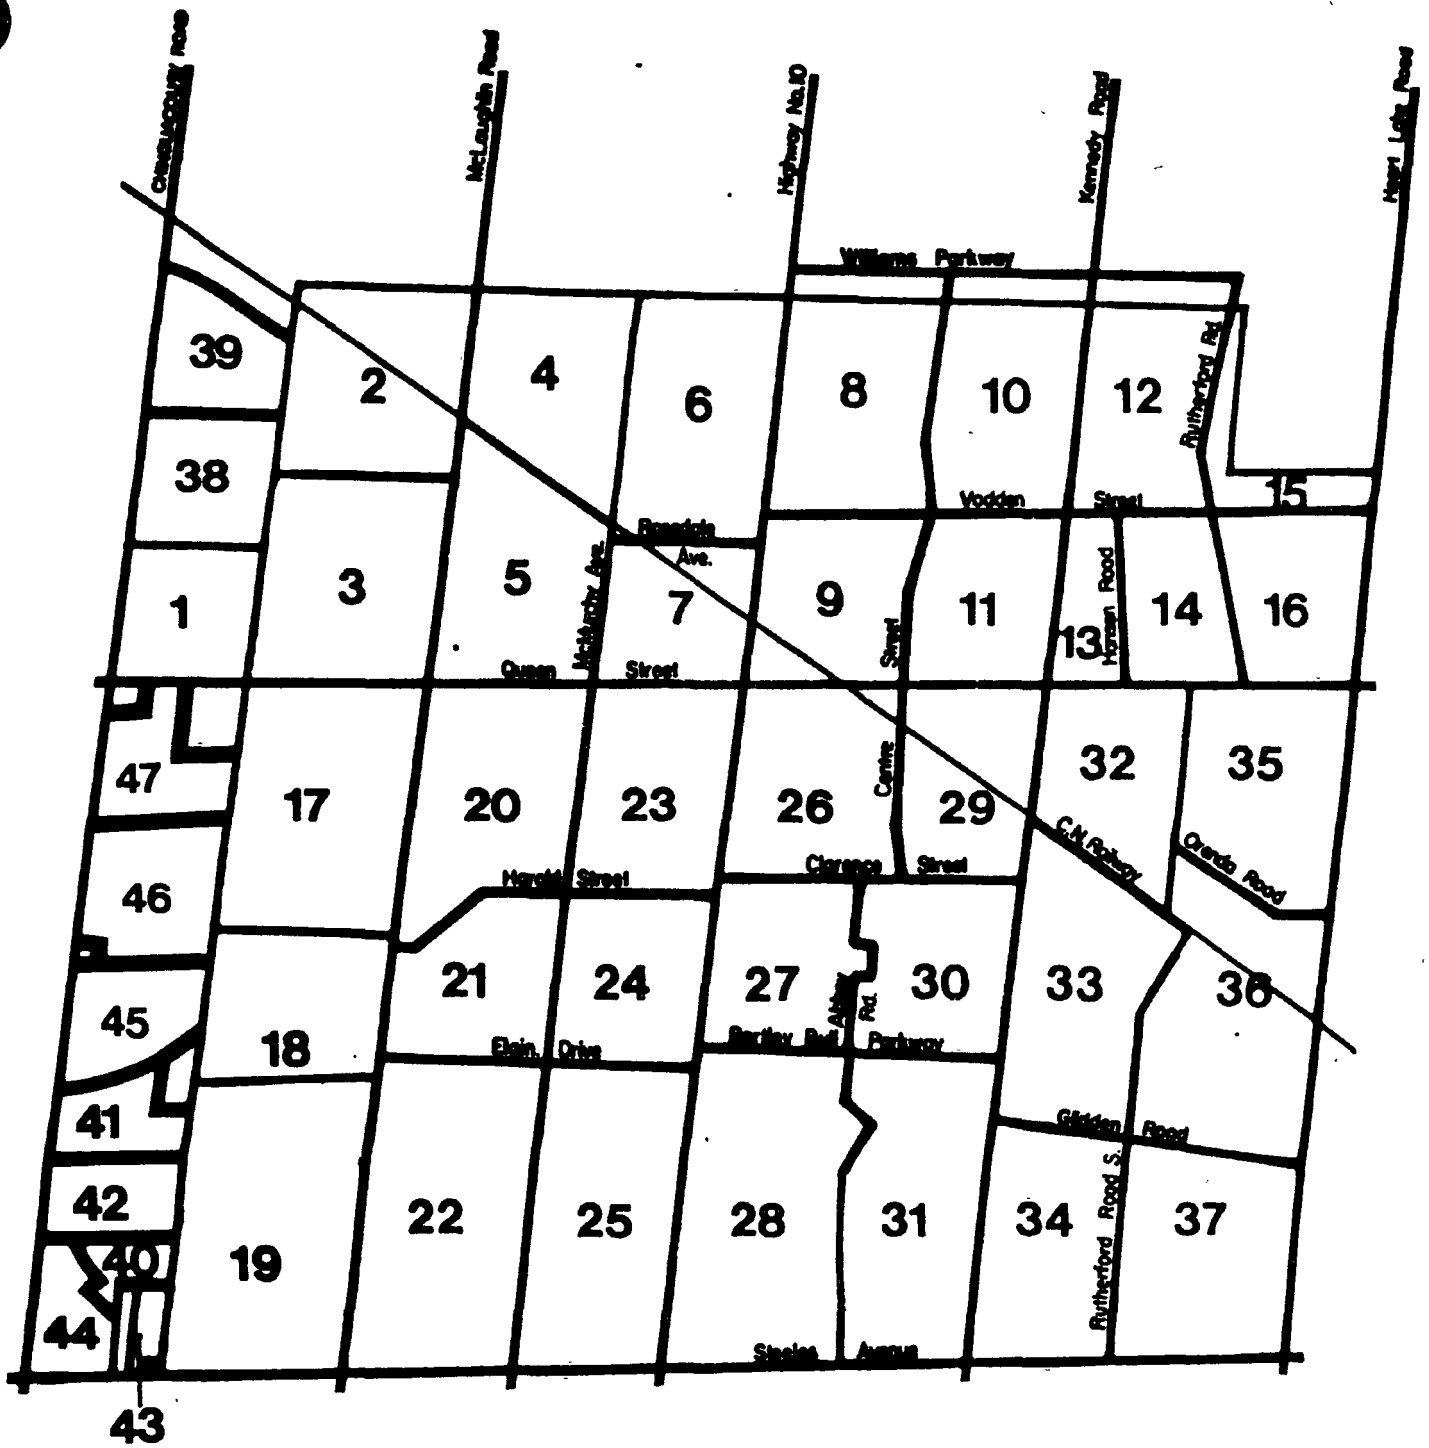 CHINGUACOUSY ROAD
McLaughlin Road
Highway No.10
Kennedy Road
Heart Lake Road
Williams Parkway
39
2
4
6
8
10
12
Rutherford Rd.
38
15
Vodden Street
Rosedale
Ave.
McMurchy Ave.
1
3
5
7
9
11
13
Hansen Road
14
16
Queen Street
Centre Street
47
17
20
23
26
29
32
35
C.N. Railway
Orenda Road
Clarence Street
Harold Street
46
45
18
21
24
27
Abbey Rd.
30
33
36
Elgin Drive
Bartley Bull Parkway
41
Glidden Road
42
40
19
22
25
28
31
34
Rutherford Road S.
37
44
Steeles Avenue
43